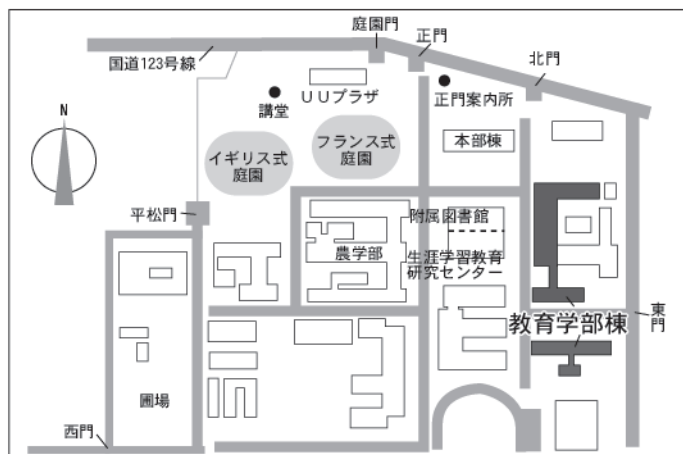 庭園門
正門
国道123号線
北門
UUプラザ
正門案内所
講堂
N
本部棟
フランス式
庭園
イギリス式
庭園
平松門
附属図書館
農学部
生涯学習教育
研究センター
教育学部棟
東門
圃場
西門